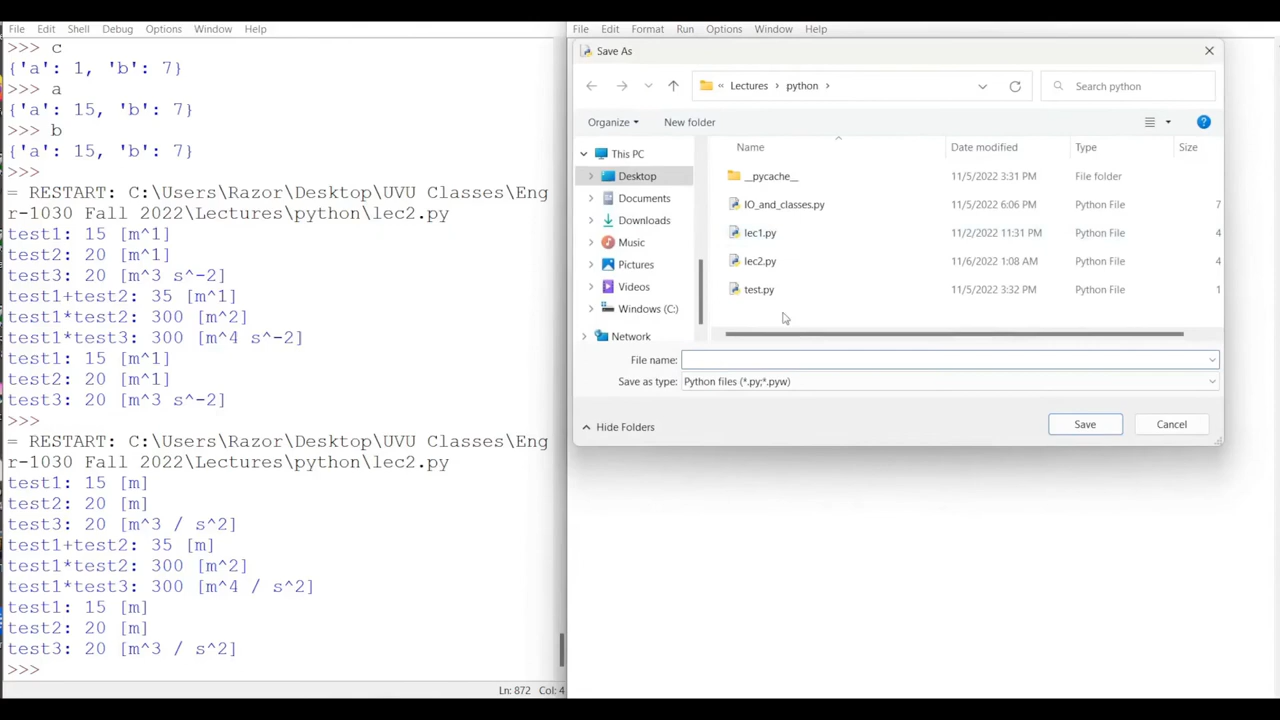 File Edit Shell Debug Options Window Help
>>> c
{'a': 1, 'b': 7}
>>> a
{'a': 15, 'b': 7}
>>> b
{'a': 15, 'b': 7}
>>>
= RESTART: C:\Users\Razor\Desktop\UVU Classes\Eng
r-1030 Fall 2022\Lectures\python\lec2.py
test1: 15 [m^1]
test2: 20 [m^1]
test3: 20 [m^3 s^-2]
test1+test2: 35 [m^1]
test1*test2: 300 [m^2]
test1*test3: 300 [m^4 s^-2]
test1: 15 [m^1]
test2: 20 [m^1]
test3: 20 [m^3 s^-2]
>>>
= RESTART: C:\Users\Razor\Desktop\UVU Classes\Eng
r-1030 Fall 2022\Lectures\python\lec2.py
test1: 15 [m]
test2: 20 [m]
test3: 20 [m^3 / s^2]
test1+test2: 35 [m]
test1*test2: 300 [m^2]
test1*test3: 300 [m^4 / s^2]
test1: 15 [m]
test2: 20 [m]
test3: 20 [m^3 / s^2]
>>>
Ln: 872 Col: 4
File Edit Format Run Options Window Help
Save As
« Lectures › python ›
Search python
Organize New folder
Name Date modified Type Size
This PC
Desktop
Documents
Downloads
Music
Pictures
Videos
Windows (C:)
Network
__pycache__ 11/5/2022 3:31 PM File folder
IO_and_classes.py 11/5/2022 6:06 PM Python File 7
lec1.py 11/2/2022 11:31 PM Python File 4
lec2.py 11/6/2022 1:08 AM Python File 4
test.py 11/5/2022 3:32 PM Python File 1
File name:
Save as type: Python files (*.py;*.pyw)
Hide Folders
Save
Cancel